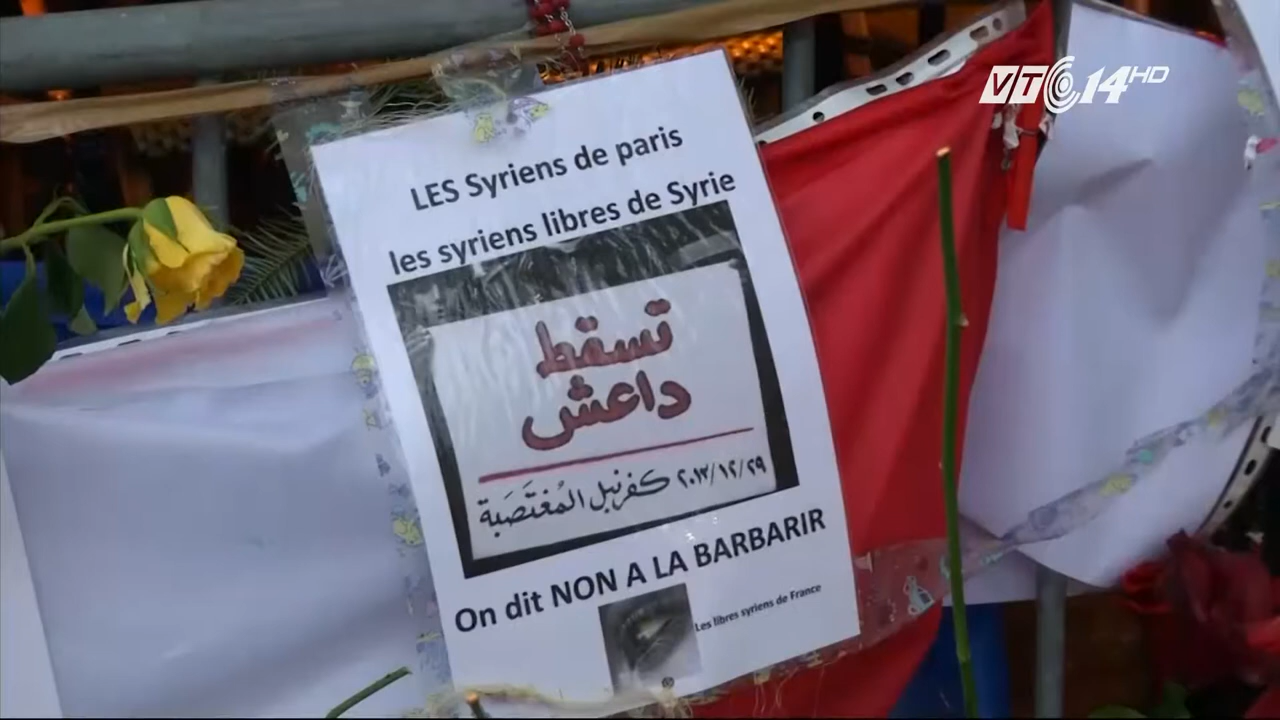 VTC14HD
LES Syriens de paris
les syriens libres de Syrie
تسقط
داعش
٢٠١٣/١٢/٢٩ كفرنبل المُغتَصَبة
On dit NON A LA BARBARIR
Les libres syriens de France